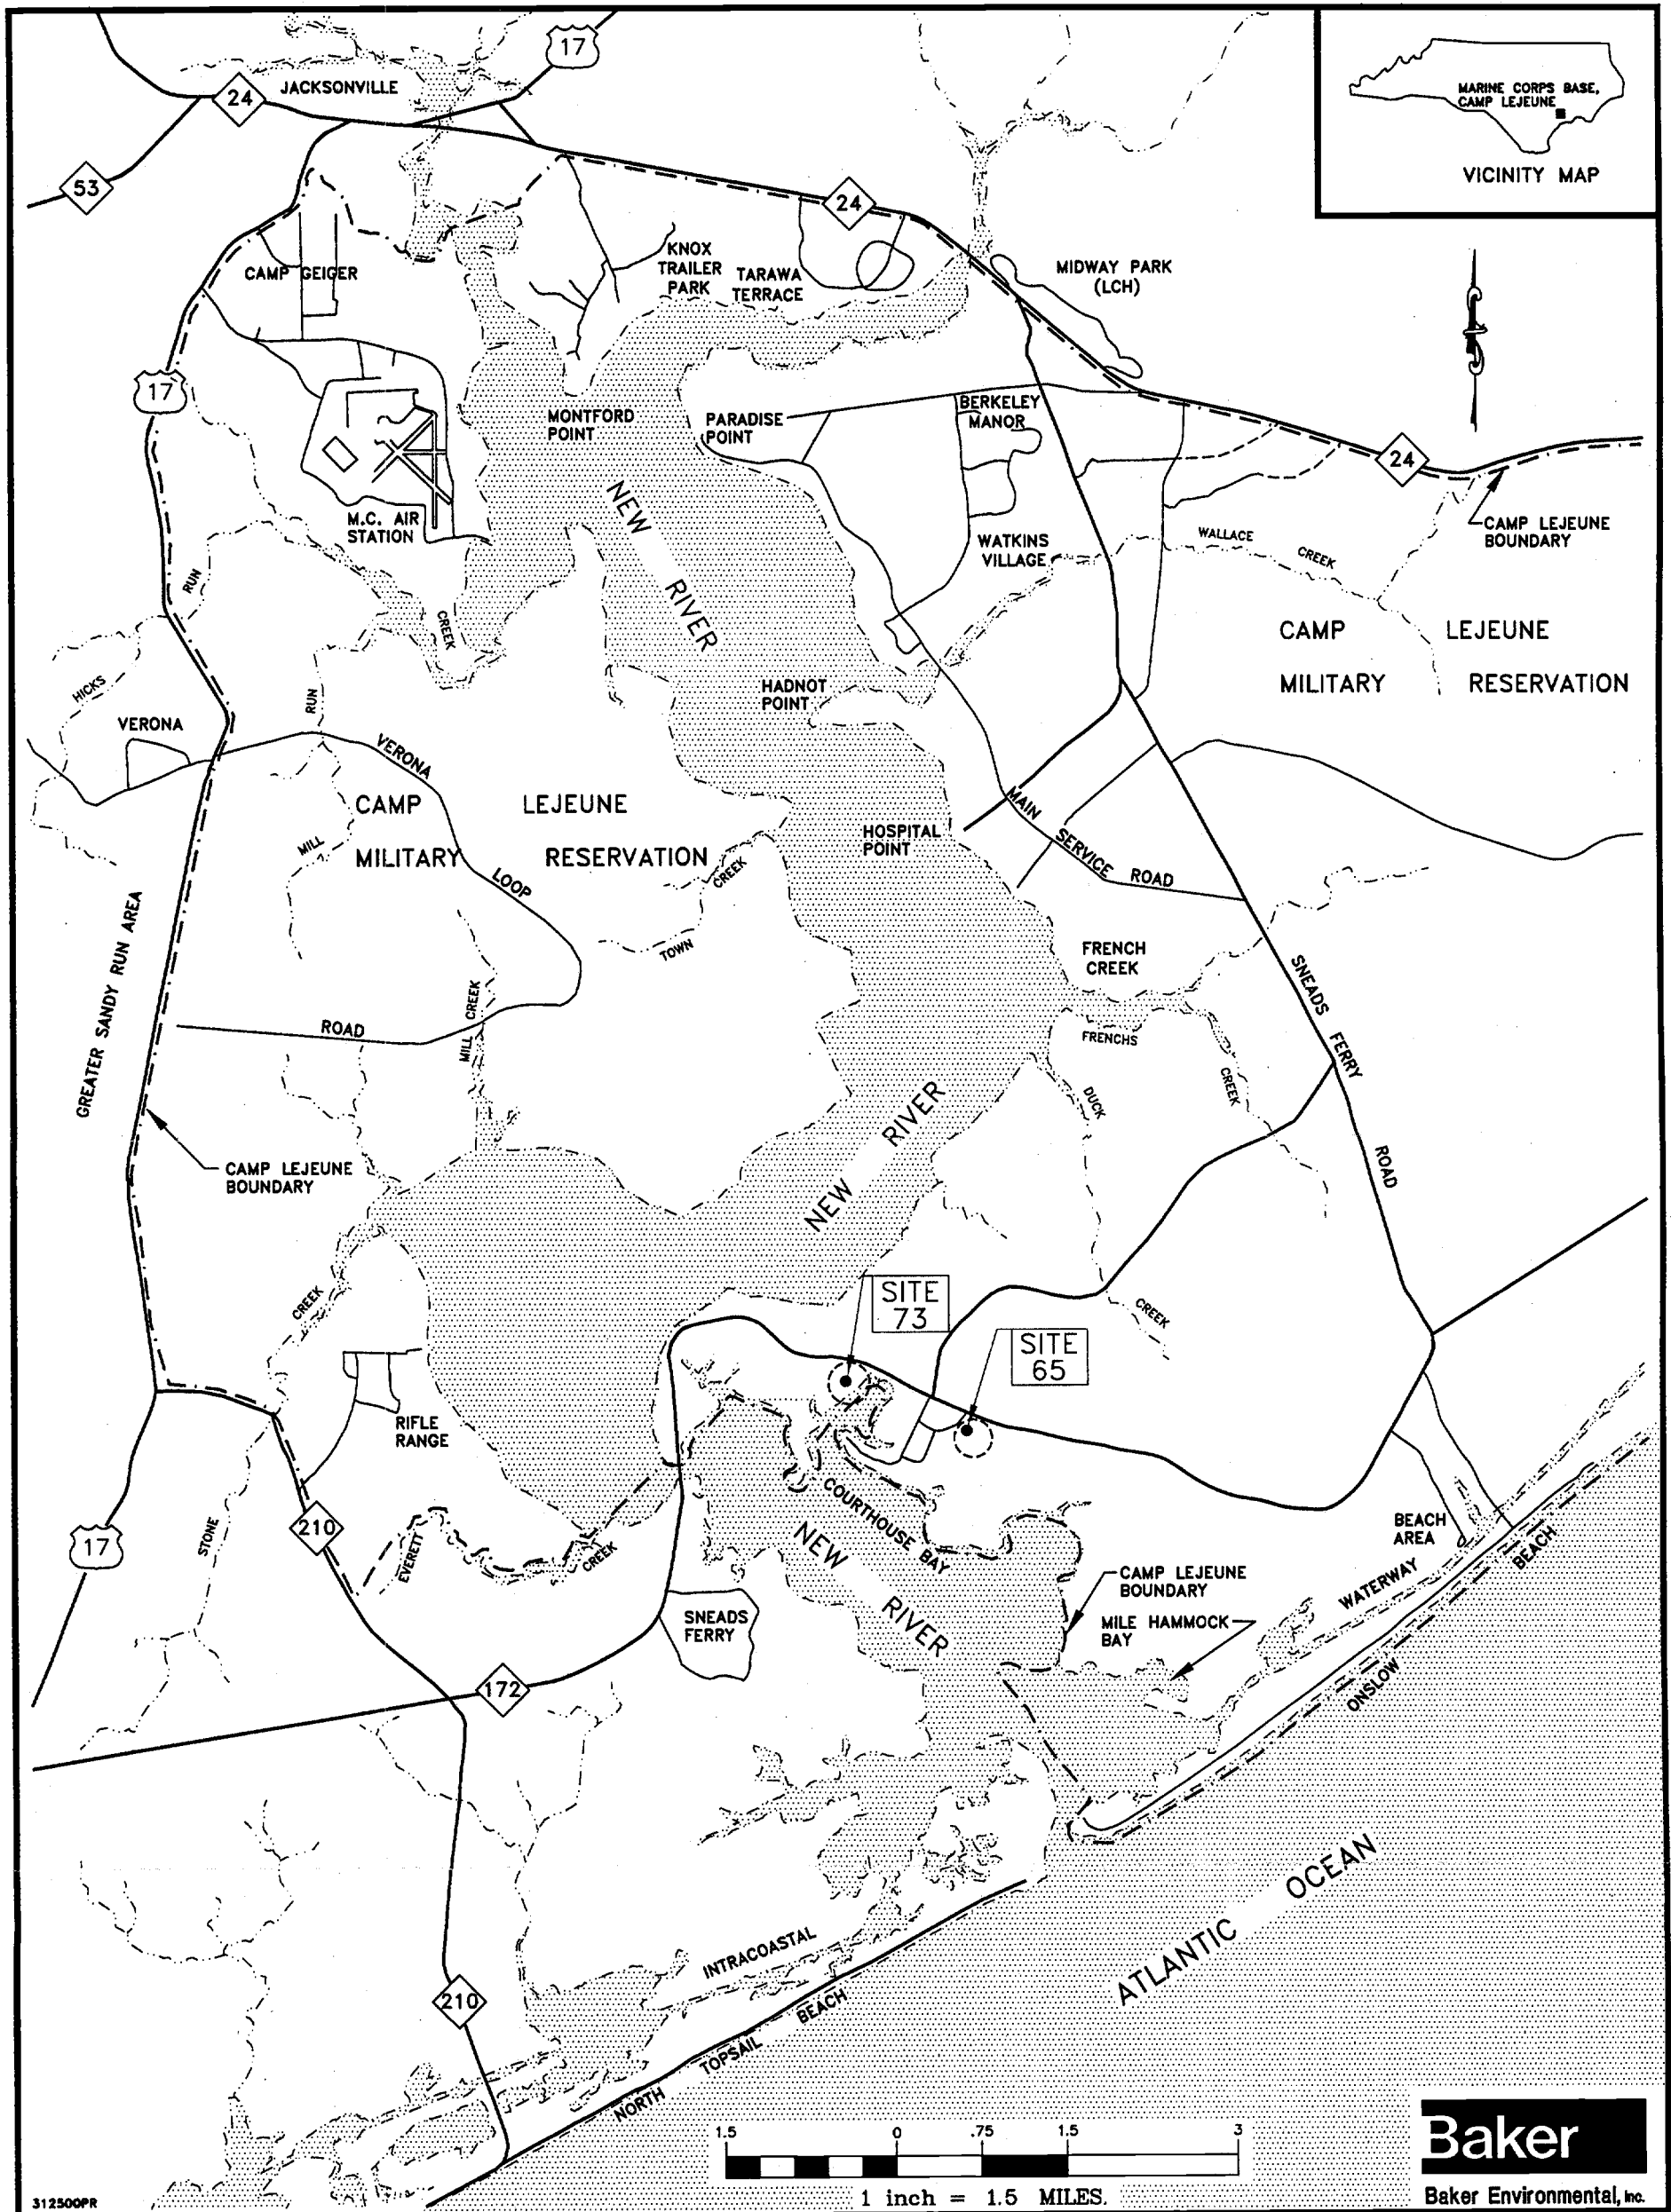 17
JACKSONVILLE
24
53
MARINE CORPS BASE,
CAMP LEJEUNE
VICINITY MAP
24
CAMP GEIGER
KNOX
TRAILER
PARK
TARAWA
TERRACE
MIDWAY PARK
(LCH)
17
MONTFORD
POINT
PARADISE
POINT
BERKELEY
MANOR
24
M.C. AIR
STATION
NEW
RIVER
WATKINS
VILLAGE
WALLACE
CREEK
CAMP LEJEUNE
BOUNDARY
RUN
CREEK
CAMP LEJEUNE
MILITARY RESERVATION
HICKS
RUN
HADNOT
POINT
VERONA
VERONA
CAMP LEJEUNE
MILITARY RESERVATION
MILL
LOOP
CREEK
TOWN
HOSPITAL
POINT
MAIN
SERVICE
ROAD
GREATER SANDY RUN AREA
FRENCH
CREEK
SNEADS
FERRY
ROAD
MILL CREEK
ROAD
FRENCHS
CREEK
DUCK
NEW RIVER
CAMP LEJEUNE
BOUNDARY
CREEK
SITE
73
CREEK
SITE
65
RIFLE
RANGE
17
210
STONE
EVERETT
CREEK
COURTHOUSE BAY
NEW
RIVER
BEACH
AREA
BEACH
CAMP LEJEUNE
BOUNDARY
WATERWAY
MILE HAMMOCK
BAY
SNEADS
FERRY
ONSLOW
172
ATLANTIC OCEAN
INTRACOASTAL
210
NORTH TOPSAIL BEACH
1.5 0 .75 1.5 3
1 inch = 1.5 MILES.
Baker
Baker Environmental, Inc.
312500PR